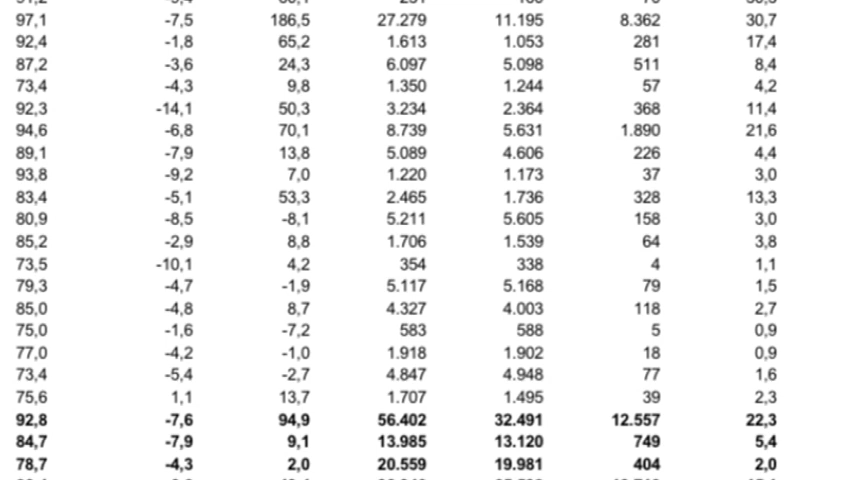 97,1 -7,5 186,5 27.279 11.195 8.362 30,7
92,4 -1,8 65,2 1.613 1.053 281 17,4
87,2 -3,6 24,3 6.097 5.098 511 8,4
73,4 -4,3 9,8 1.350 1.244 57 4,2
92,3 -14,1 50,3 3.234 2.364 368 11,4
94,6 -6,8 70,1 8.739 5.631 1.890 21,6
89,1 -7,9 13,8 5.089 4.606 226 4,4
93,8 -9,2 7,0 1.220 1.173 37 3,0
83,4 -5,1 53,3 2.465 1.736 328 13,3
80,9 -8,5 -8,1 5.211 5.605 158 3,0
85,2 -2,9 8,8 1.706 1.539 64 3,8
73,5 -10,1 4,2 354 338 4 1,1
79,3 -4,7 -1,9 5.117 5.168 79 1,5
85,0 -4,8 8,7 4.327 4.003 118 2,7
75,0 -1,6 -7,2 583 588 5 0,9
77,0 -4,2 -1,0 1.918 1.902 18 0,9
73,4 -5,4 -2,7 4.847 4.948 77 1,6
75,6 1,1 13,7 1.707 1.495 39 2,3
92,8 -7,6 94,9 56.402 32.491 12.557 22,3
84,7 -7,9 9,1 13.985 13.120 749 5,4
78,7 -4,3 2,0 20.559 19.981 404 2,0